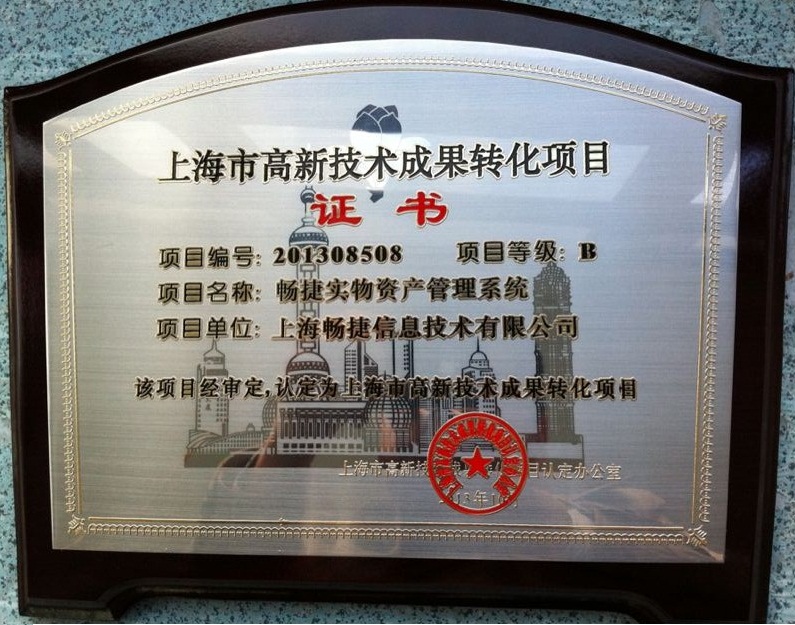 上海市高新技术成果转化项目
证书
项目编号: 201308508 项目等级: B
项目名称: 畅捷实物资产管理系统
项目单位: 上海畅捷信息技术有限公司
该项目经审定,认定为上海市高新技术成果转化项目
上海市高新技 目认定办公室